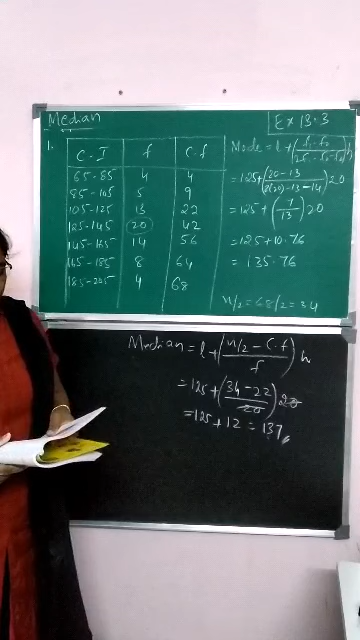 Median
Ex 13.3
1.
C.I f C.f
65-85 4 4
85-105 5 9
105-125 13 22
125-145 20 42
145-165 14 56
165-185 8 64
185-205 4 68
Mode = l + (f₁ - f₀ / 2f₁ - f₀ - f₂) h
= 125 + (20 - 13 / 2(20) - 13 - 14) 20
= 125 + (7 / 13) 20
= 125 + 10.76
= 135.76
n/2 = 68/2 = 34
Median = l + (n/2 - C.f / f) h
= 125 + (34 - 22 / 20) 20
= 125 + 12 = 137